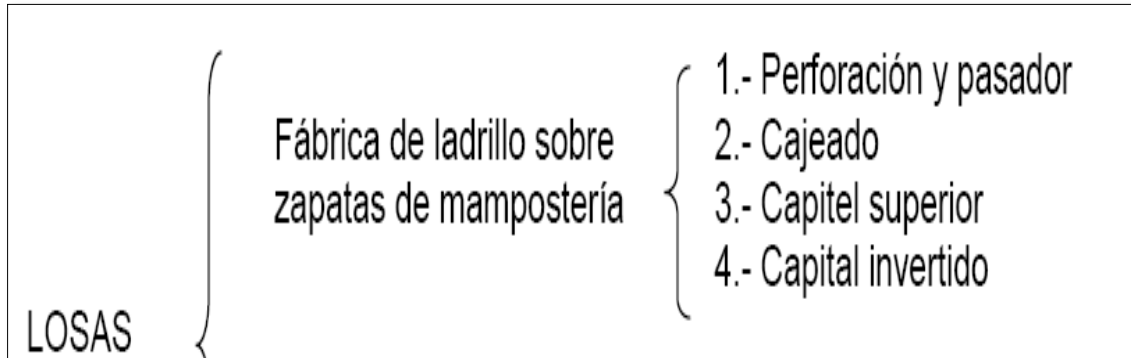 1.- Perforación y pasador
Fábrica de ladrillo sobre
zapatas de mampostería
2.- Cajeado
3.- Capitel superior
4.- Capital invertido
LOSAS